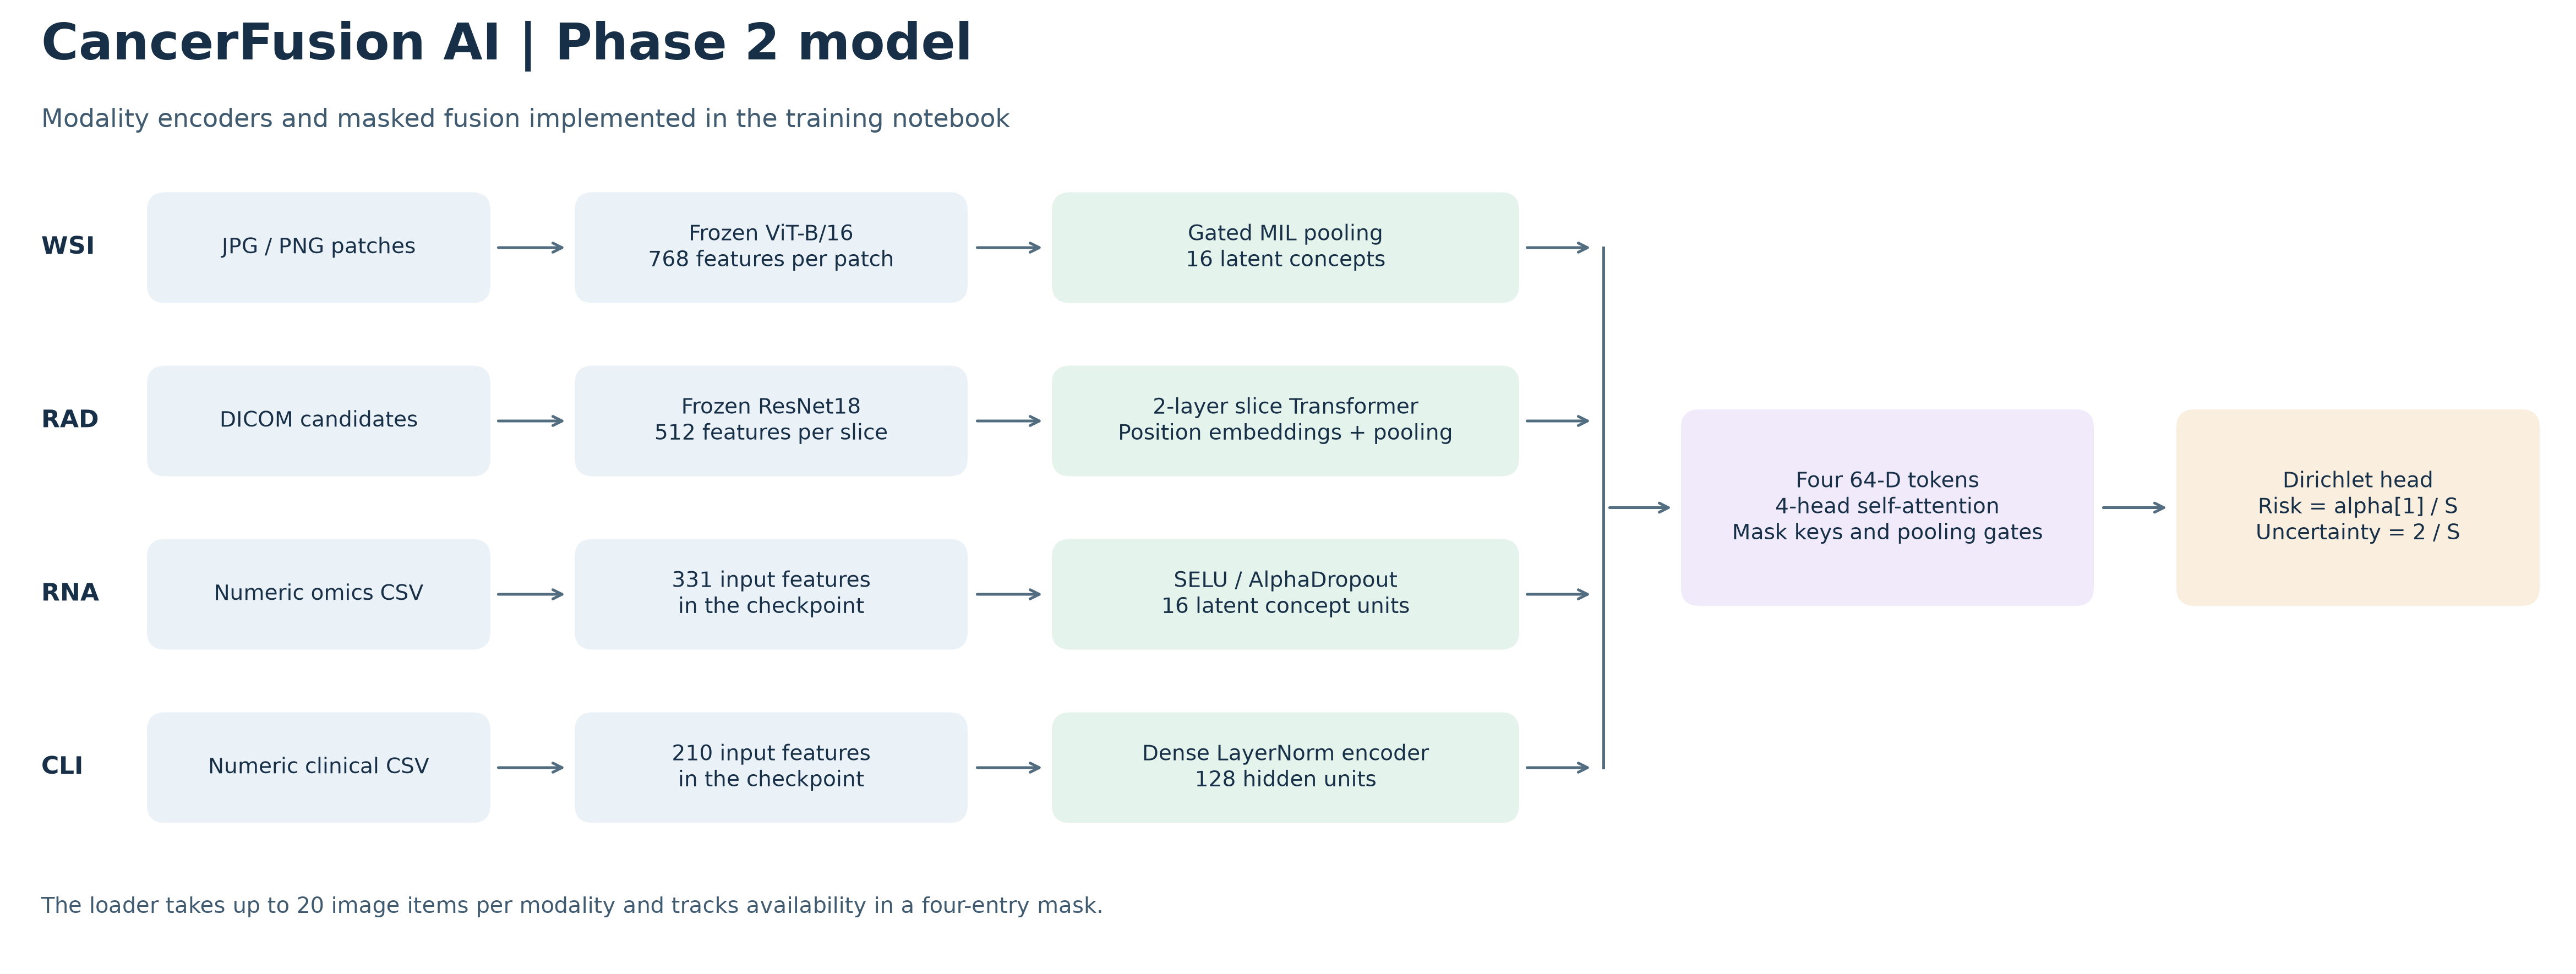 CancerFusion AI | Phase 2 model
Modality encoders and masked fusion implemented in the training notebook
WSI
JPG / PNG patches
Frozen ViT-B/16
768 features per patch
Gated MIL pooling
16 latent concepts
RAD
DICOM candidates
Frozen ResNet18
512 features per slice
2-layer slice Transformer
Position embeddings + pooling
RNA
Numeric omics CSV
331 input features
in the checkpoint
SELU / AlphaDropout
16 latent concept units
CLI
Numeric clinical CSV
210 input features
in the checkpoint
Dense LayerNorm encoder
128 hidden units
Four 64-D tokens
4-head self-attention
Mask keys and pooling gates
Dirichlet head
Risk = alpha[1] / S
Uncertainty = 2 / S
The loader takes up to 20 image items per modality and tracks availability in a four-entry mask.